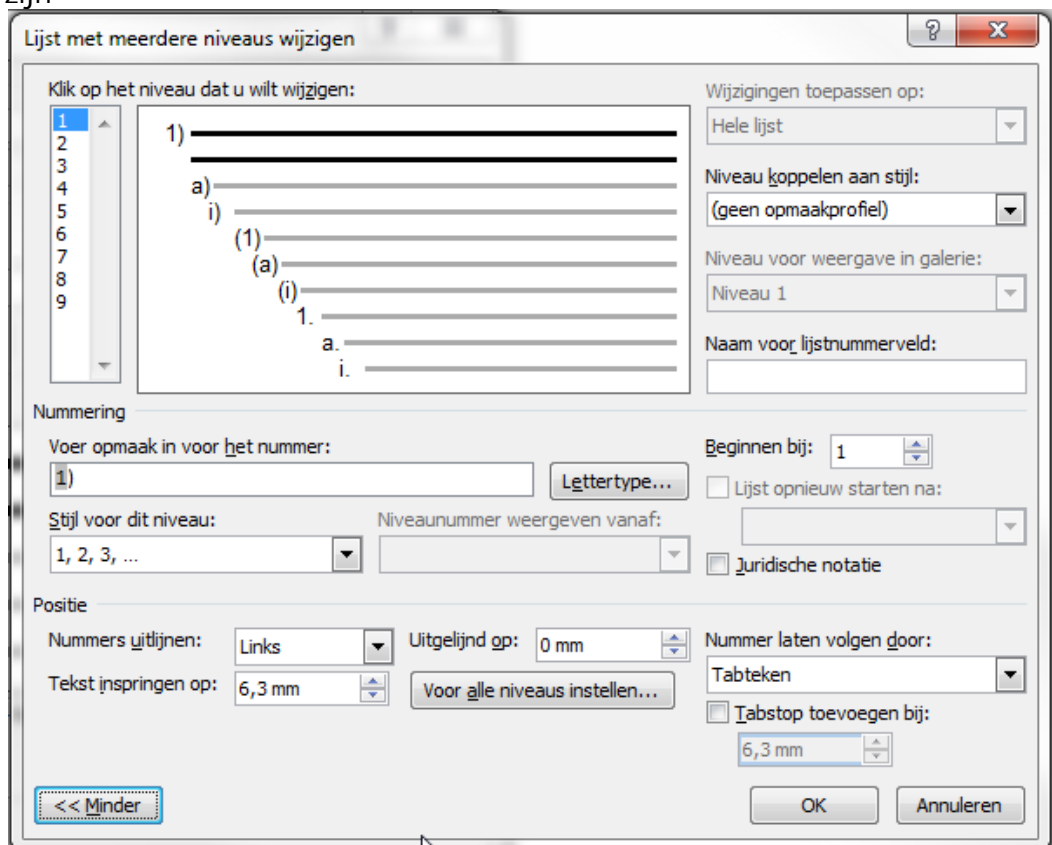 zijn
Lijst met meerdere niveaus wijzigen
Klik op het niveau dat u wilt wijzigen:
1
2
3
4
5
6
7
8
9
1)
a)
i)
(1)
(a)
(i)
1.
a.
i.
Wijzigingen toepassen op:
Hele lijst
Niveau koppelen aan stijl:
(geen opmaakprofiel)
Niveau voor weergave in galerie:
Niveau 1
Naam voor lijstnummerveld:
Nummering
Voer opmaak in voor het nummer:
1)
Lettertype...
Beginnen bij: 1
Lijst opnieuw starten na:
Stijl voor dit niveau:
1, 2, 3, ...
Niveaunummer weergeven vanaf:
Juridische notatie
Positie
Nummers uitlijnen: Links
Uitgelijnd op: 0 mm
Tekst inspringen op: 6,3 mm
Voor alle niveaus instellen...
Nummer laten volgen door:
Tabteken
Tabstop toevoegen bij:
6,3 mm
<< Minder
OK
Annuleren